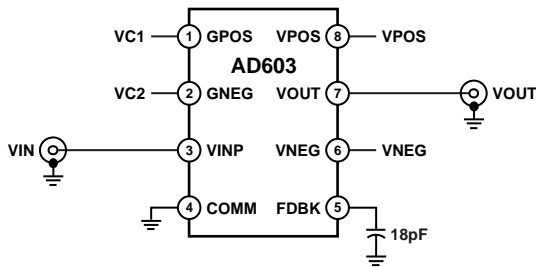 VC1 1 GPOS VPOS 8 VPOS
AD603
VC2 2 GNEG VOUT 7 VOUT
VIN 3 VINP VNEG 6 VNEG
4 COMM FDBK 5
18pF